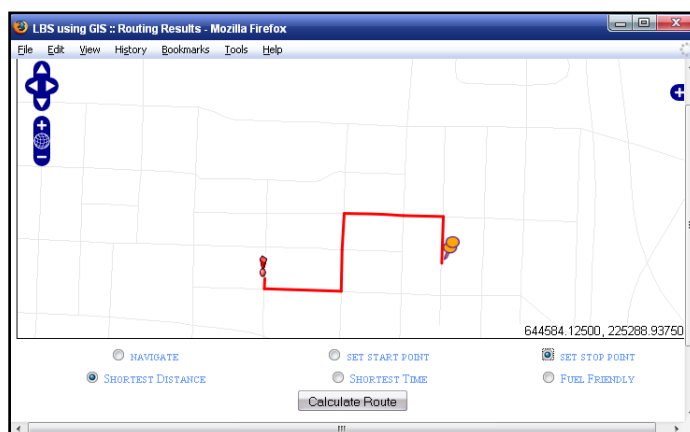 LBS using GIS :: Routing Results - Mozilla Firefox
File Edit View History Bookmarks Tools Help
644584.12500, 225288.93750
NAVIGATE SET START POINT SET STOP POINT
SHORTEST DISTANCE SHORTEST TIME FUEL FRIENDLY
Calculate Route